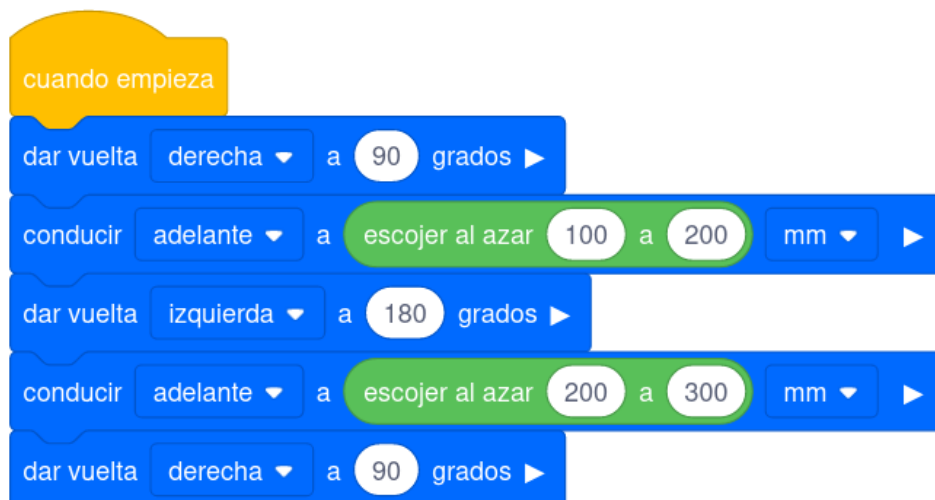 cuando empieza
dar vuelta derecha a 90 grados
conducir adelante a escojer al azar 100 a 200 mm
dar vuelta izquierda a 180 grados
conducir adelante a escojer al azar 200 a 300 mm
dar vuelta derecha a 90 grados